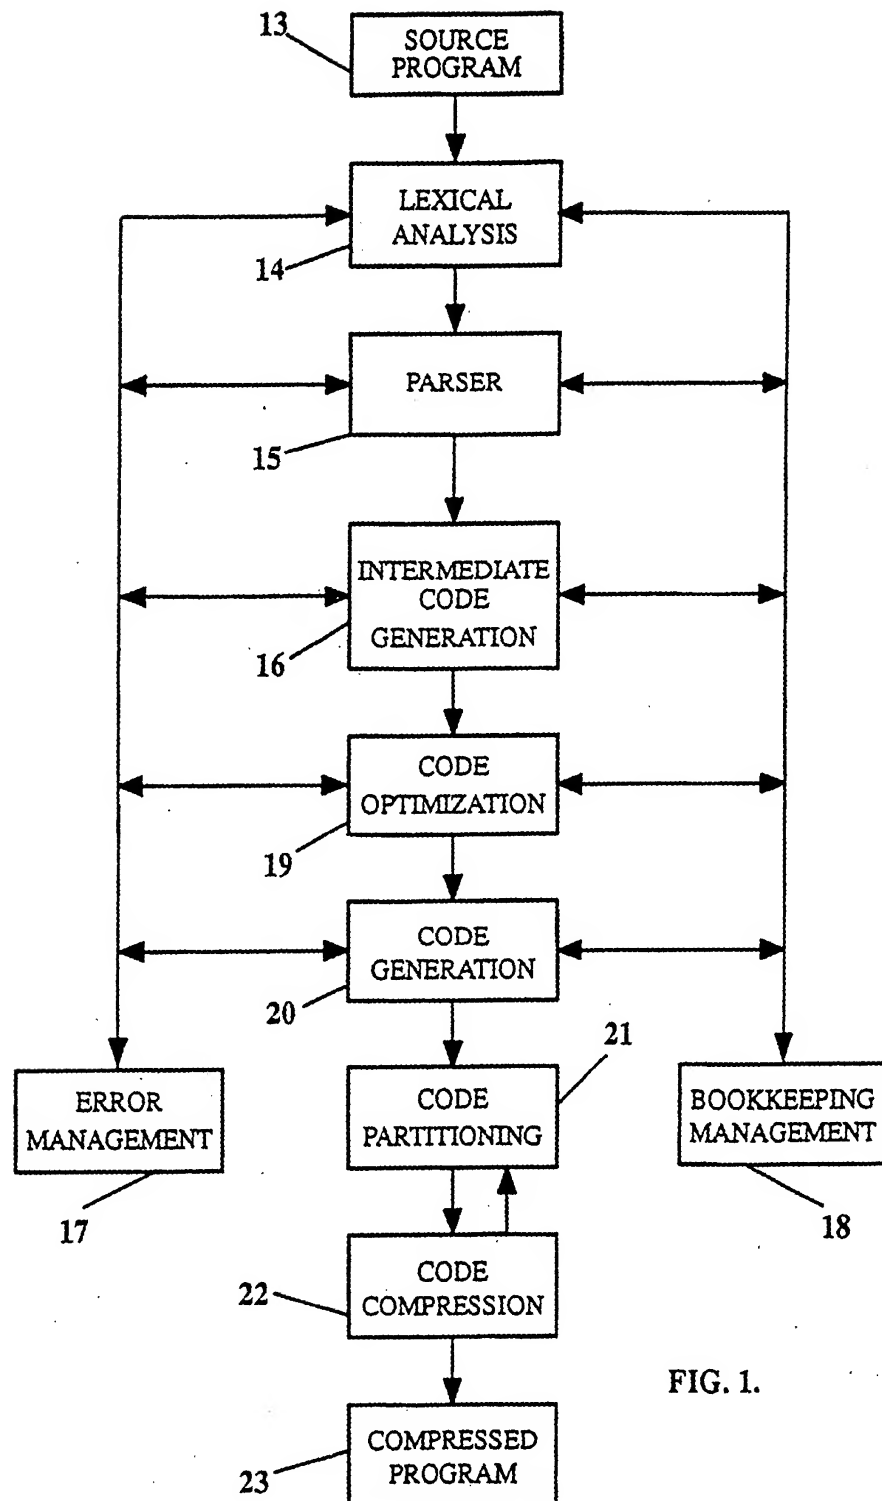 13
SOURCE
PROGRAM
LEXICAL
ANALYSIS
14
PARSER
15
INTERMEDIATE
CODE
GENERATION
16
CODE
OPTIMIZATION
19
CODE
GENERATION
20
21
ERROR
MANAGEMENT
17
CODE
PARTITIONING
BOOKKEEPING
MANAGEMENT
18
CODE
COMPRESSION
22
FIG. 1.
COMPRESSED
PROGRAM
23